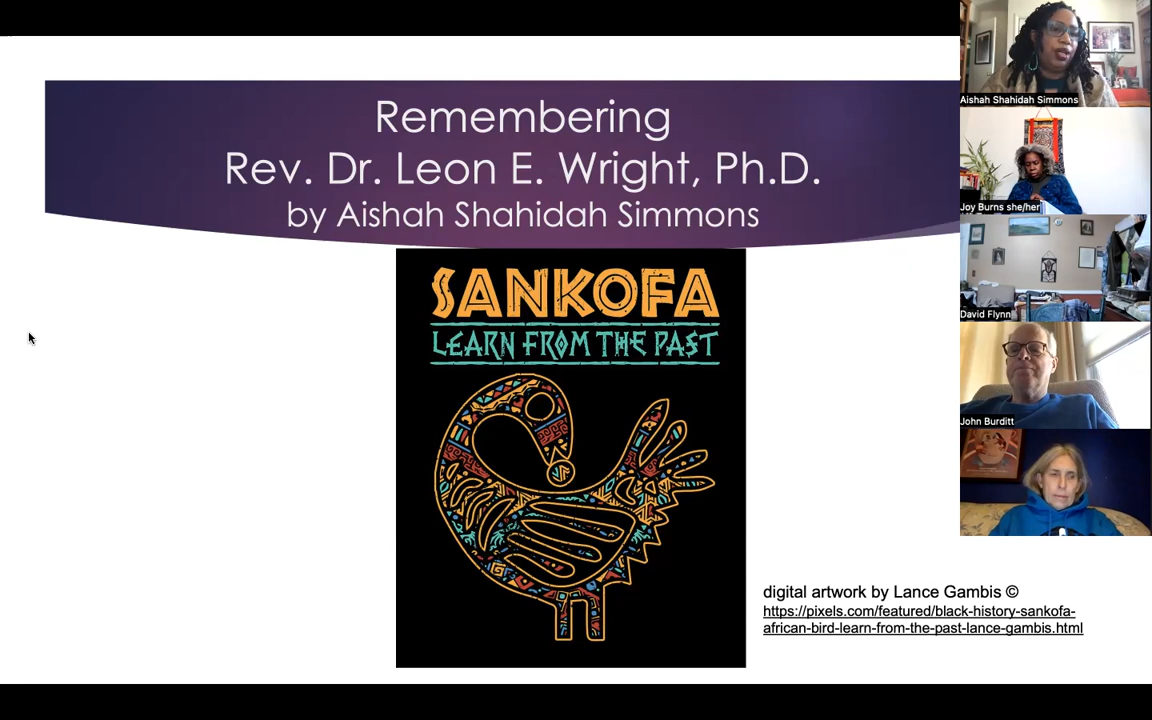 Remembering
Rev. Dr. Leon E. Wright, Ph.D.
by Aishah Shahidah Simmons
SANKOFA
LEARN FROM THE PAST
digital artwork by Lance Gambis ©
https://pixels.com/featured/black-history-sankofa-
african-bird-learn-from-the-past-lance-gambis.html
Aishah Shahidah Simmons
Joy Burns she/her
David Flynn
John Burditt